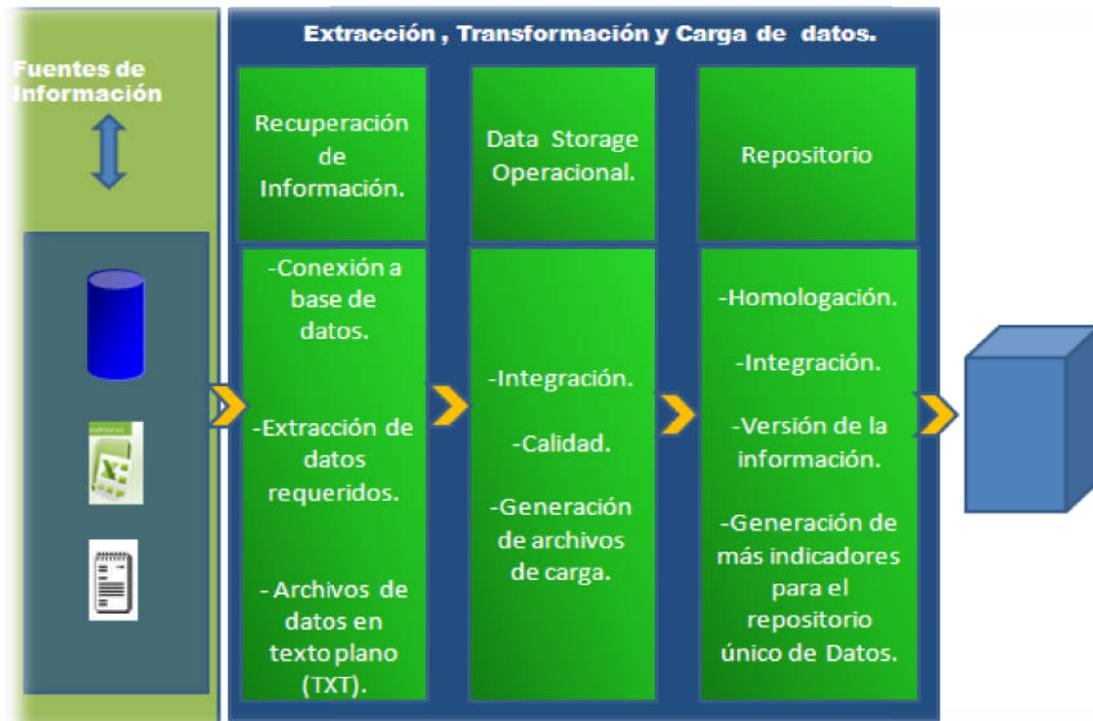 Extracción , Transformación y Carga de datos.
Fuentes de
Información
Recuperación
de
Información.
Data Storage
Operacional.
Repositorio
-Conexión a
base de
datos.
-Extracción de
datos
requeridos.
- Archivos de
datos en
texto plano
(TXT).
-Integración.
-Calidad.
-Generación
de archivos
de carga.
-Homologación.
-Integración.
-Versión de la
información.
-Generación de
más indicadores
para el
repositorio
único de Datos.